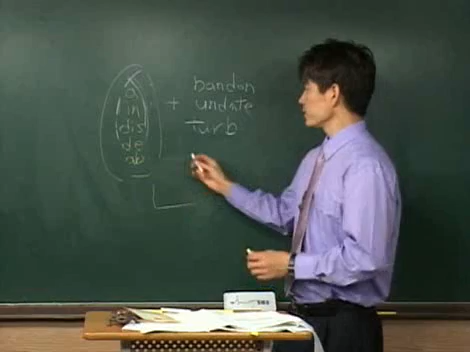 a + bandon
in undate
dis Turb
de
ab